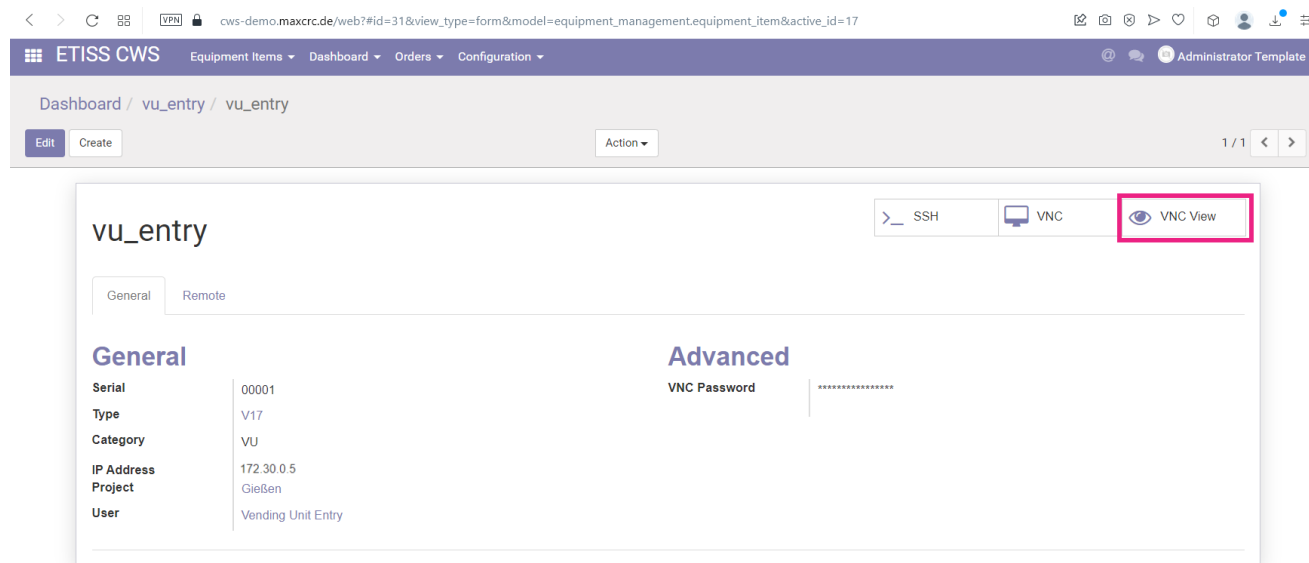 VPN cws-demo.maxcrc.de/web?#id=31&view_type=form&model=equipment_management.equipment_item&active_id=17
ETISS CWS Equipment Items Dashboard Orders Configuration @ Administrator Template
Dashboard / vu_entry / vu_entry
Edit Create Action 1 / 1
vu_entry
>_ SSH VNC VNC View
General Remote
General Advanced
Serial 00001 VNC Password ****************
Type V17
Category VU
IP Address 172.30.0.5
Project Gießen
User Vending Unit Entry